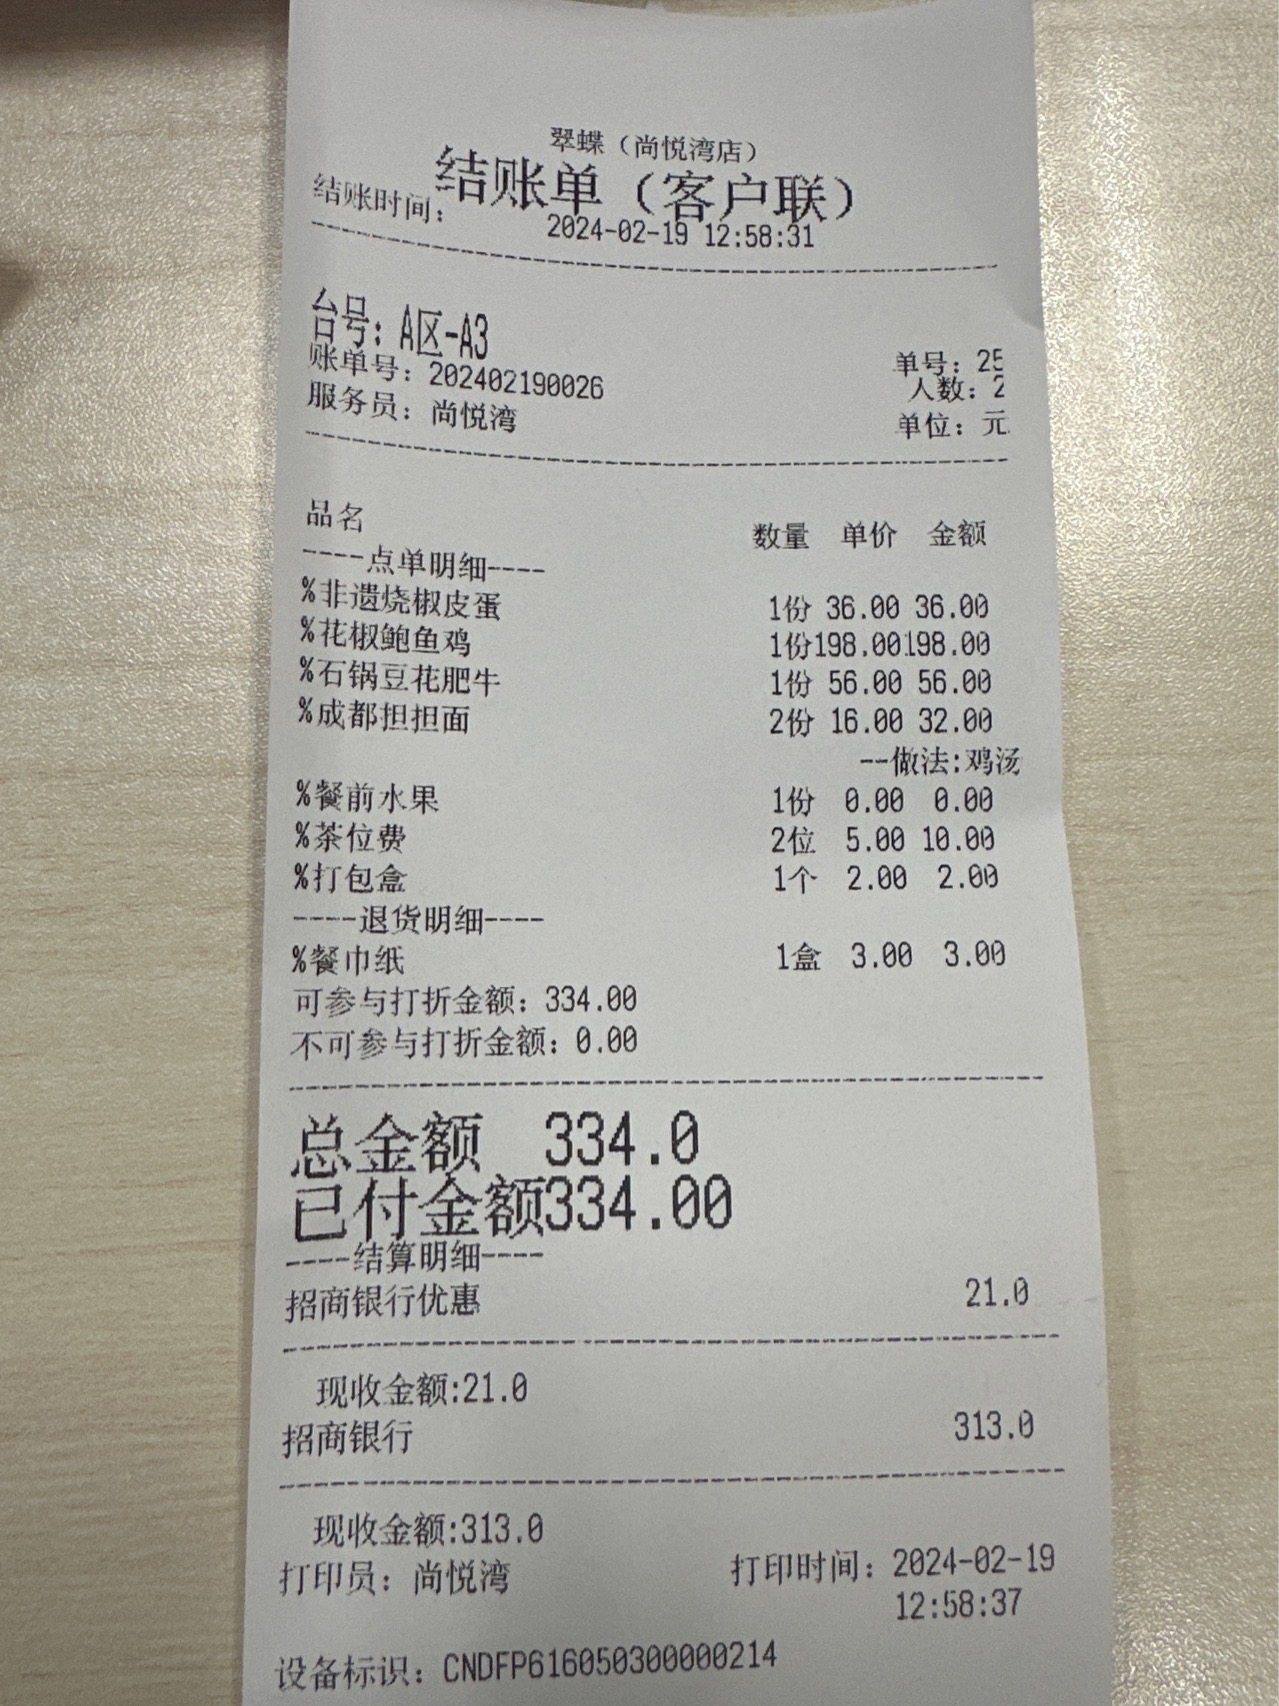 翠蝶（尚悦湾店）
结账单（客户联）
结账时间： 2024-02-19 12:58:31
台号：A区-A3
账单号：202402190026 单号：25
人数：2
服务员：尚悦湾 单位：元
品名 数量 单价 金额
----点单明细----
%非遗烧椒皮蛋 1份 36.00 36.00
%花椒鲍鱼鸡 1份198.00198.00
%石锅豆花肥牛 1份 56.00 56.00
%成都担担面 2份 16.00 32.00
--做法:鸡汤
%餐前水果 1份 0.00 0.00
%茶位费 2位 5.00 10.00
%打包盒 1个 2.00 2.00
----退货明细----
%餐巾纸 1盒 3.00 3.00
可参与打折金额：334.00
不可参与打折金额：0.00
总金额 334.0
已付金额334.00
----结算明细----
招商银行优惠 21.0
现收金额:21.0
招商银行 313.0
现收金额:313.0
打印员：尚悦湾 打印时间：2024-02-19
12:58:37
设备标识：CNDFP616050300000214